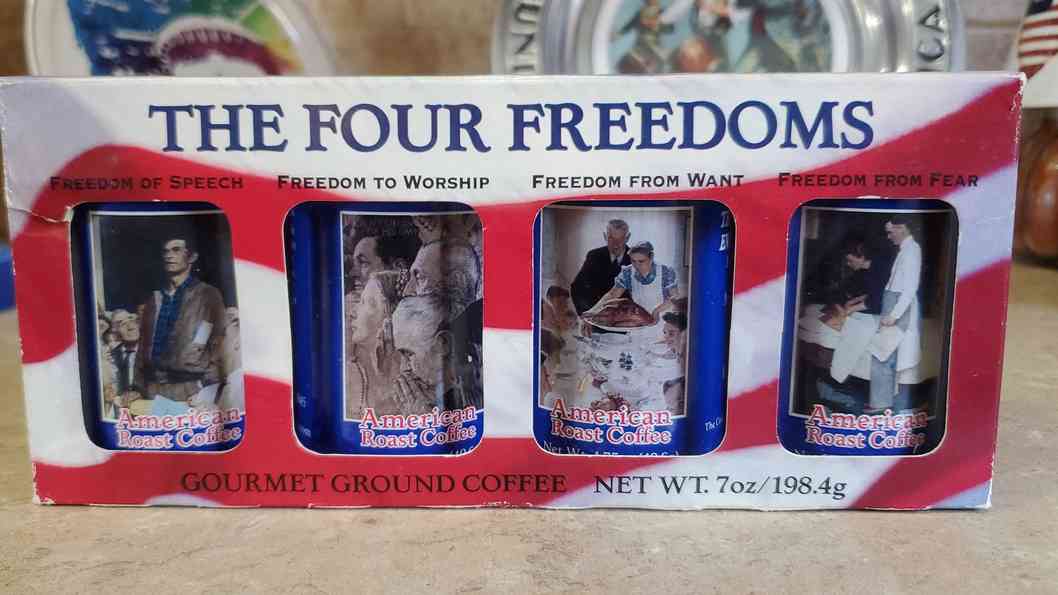 THE FOUR FREEDOMS
FREEDOM OF SPEECH FREEDOM TO WORSHIP FREEDOM FROM WANT FREEDOM FROM FEAR
American
Roast Coffee
American
Roast Coffee
American
Roast Coffee
American
Roast Coffee
GOURMET GROUND COFFEE NET WT. 7oz/198.4g